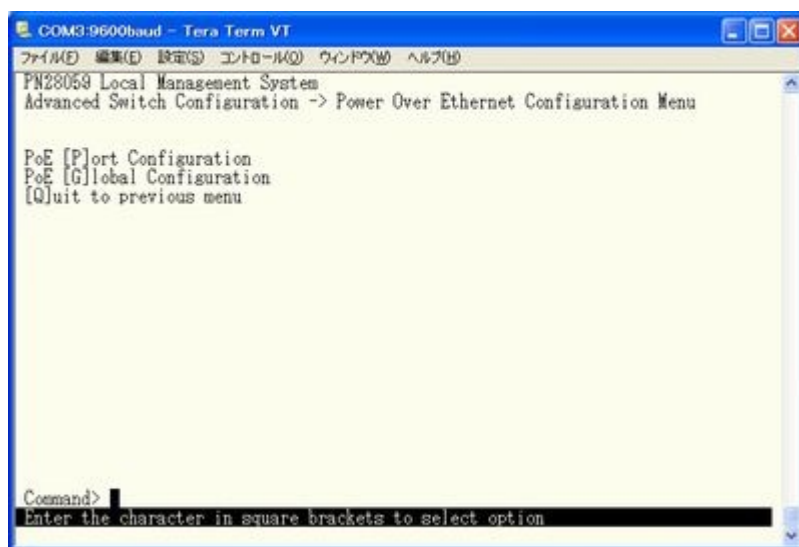 COM3:9600baud - Tera Term VT
ファイル(F) 編集(E) 設定(S) コントロール(O) ウィンドウ(W) ヘルプ(H)
PN28059 Local Management System
Advanced Switch Configuration -> Power Over Ethernet Configuration Menu
PoE [P]ort Configuration
PoE [G]lobal Configuration
[Q]uit to previous menu
Command>
Enter the character in square brackets to select option